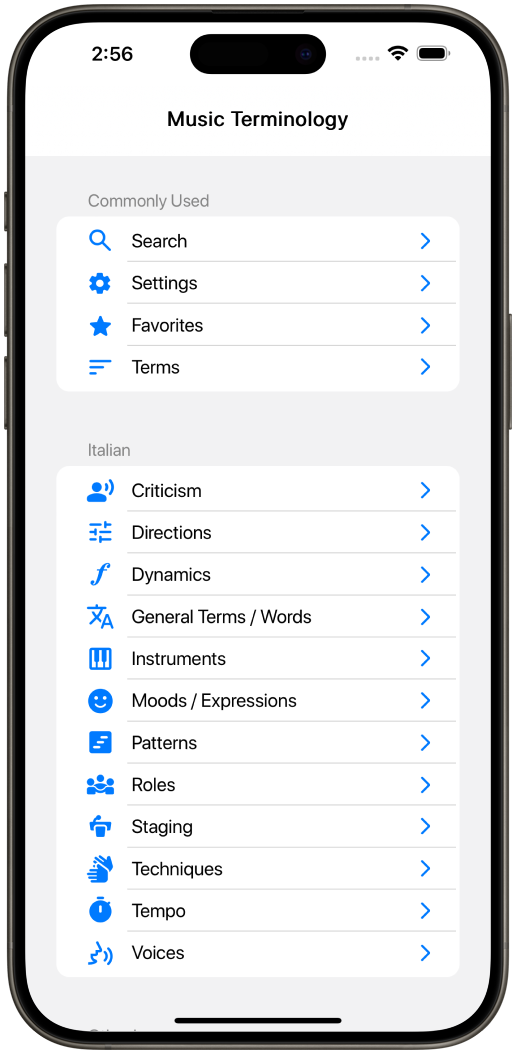 2:56
Music Terminology
Commonly Used
Search
Settings
Favorites
Terms
Italian
Criticism
Directions
Dynamics
General Terms / Words
Instruments
Moods / Expressions
Patterns
Roles
Staging
Techniques
Tempo
Voices